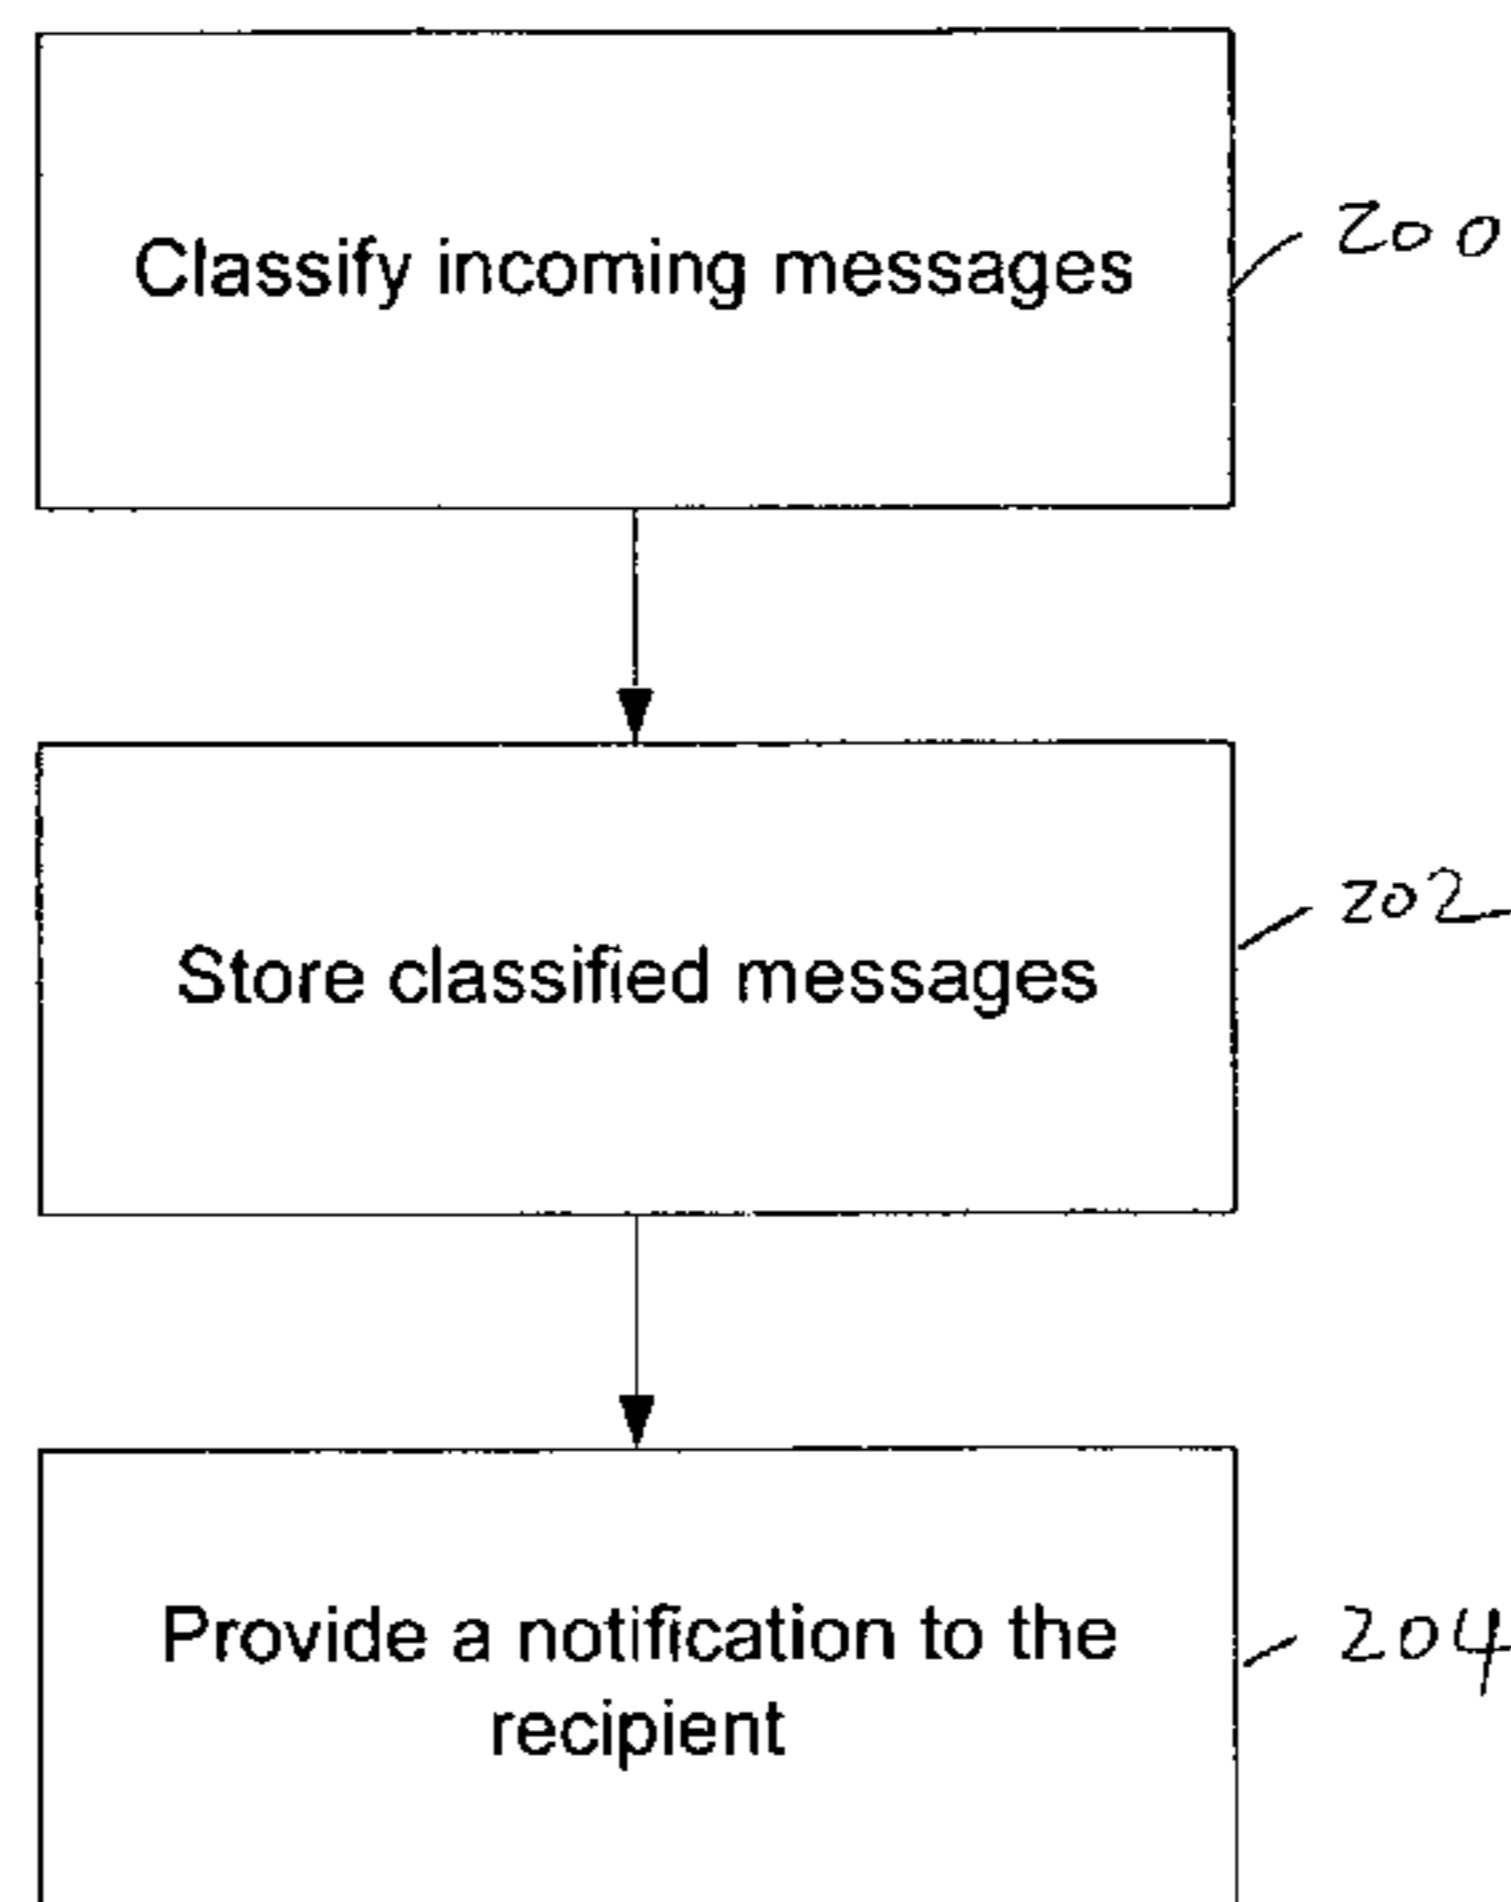 Classify incoming messages
200
Store classified messages
202
Provide a notification to the
recipient
204